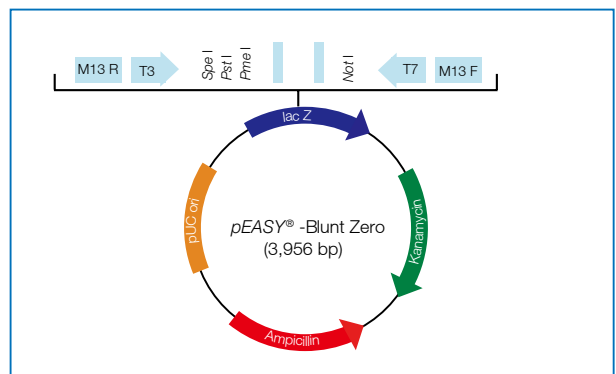 M13 R T3 Spe I Pst I Pme I Not I T7 M13 F
lac Z
pUC ori
pEASY® -Blunt Zero
(3,956 bp)
Kanamycin
Ampicillin